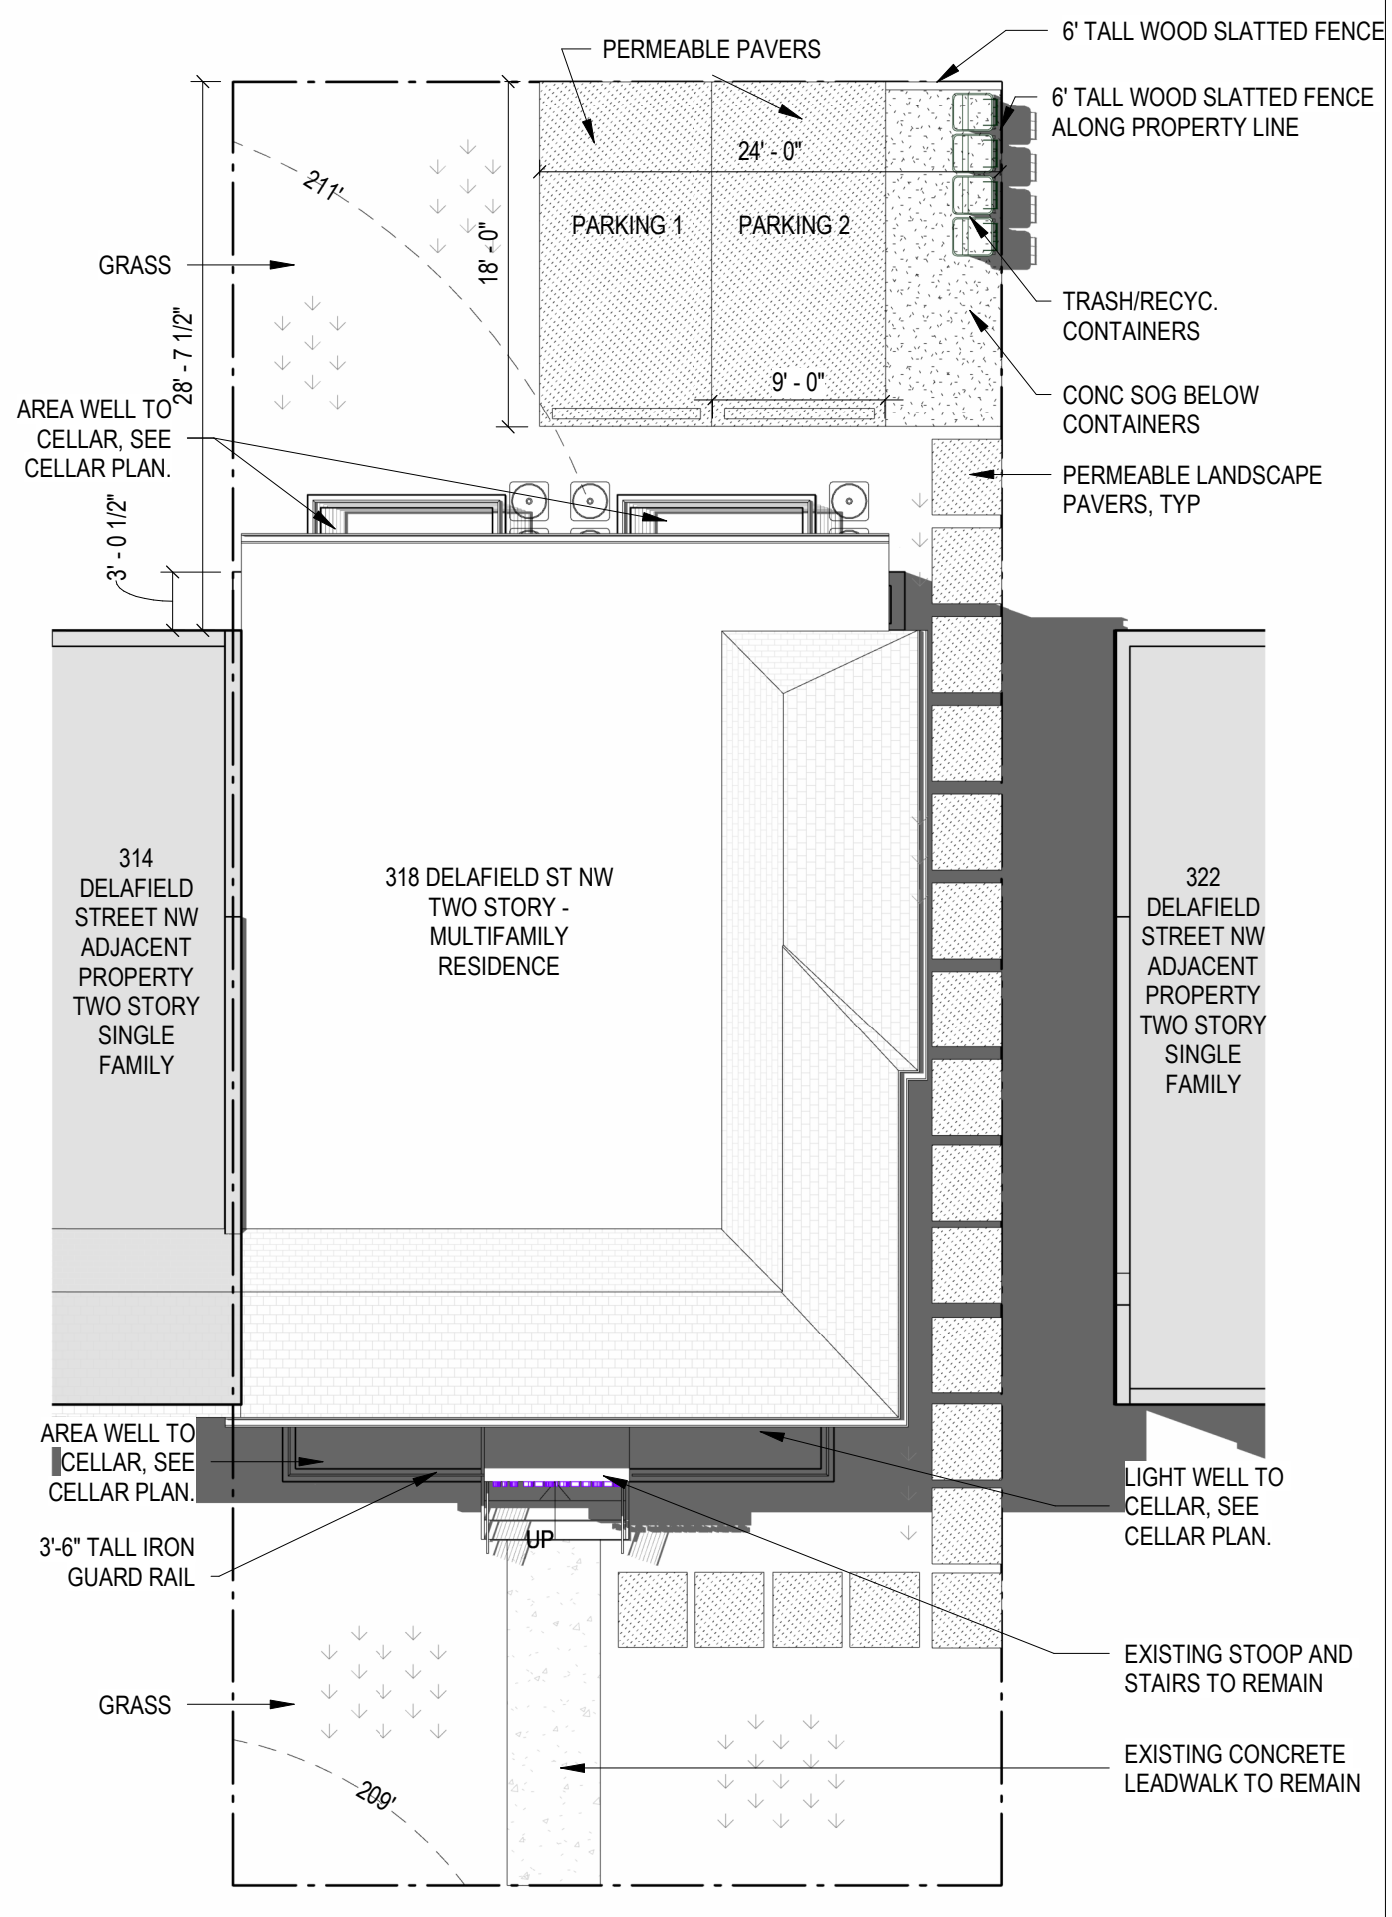 6' TALL WOOD SLATTED FENCE
PERMEABLE PAVERS
6' TALL WOOD SLATTED FENCE
ALONG PROPERTY LINE
24' - 0"
211'
PARKING 1
PARKING 2
18' - 0"
GRASS
28' - 7 1/2"
TRASH/RECYC.
CONTAINERS
9' - 0"
CONC SOG BELOW
CONTAINERS
AREA WELL TO
CELLAR, SEE
CELLAR PLAN.
PERMEABLE LANDSCAPE
PAVERS, TYP
3' - 0 1/2"
314
DELAFIELD
STREET NW
ADJACENT
PROPERTY
TWO STORY
SINGLE
FAMILY
318 DELAFIELD ST NW
TWO STORY -
MULTIFAMILY
RESIDENCE
322
DELAFIELD
STREET NW
ADJACENT
PROPERTY
TWO STORY
SINGLE
FAMILY
AREA WELL TO
CELLAR, SEE
CELLAR PLAN.
LIGHT WELL TO
CELLAR, SEE
CELLAR PLAN.
UP
3'-6" TALL IRON
GUARD RAIL
EXISTING STOOP AND
STAIRS TO REMAIN
GRASS
EXISTING CONCRETE
LEADWALK TO REMAIN
209'